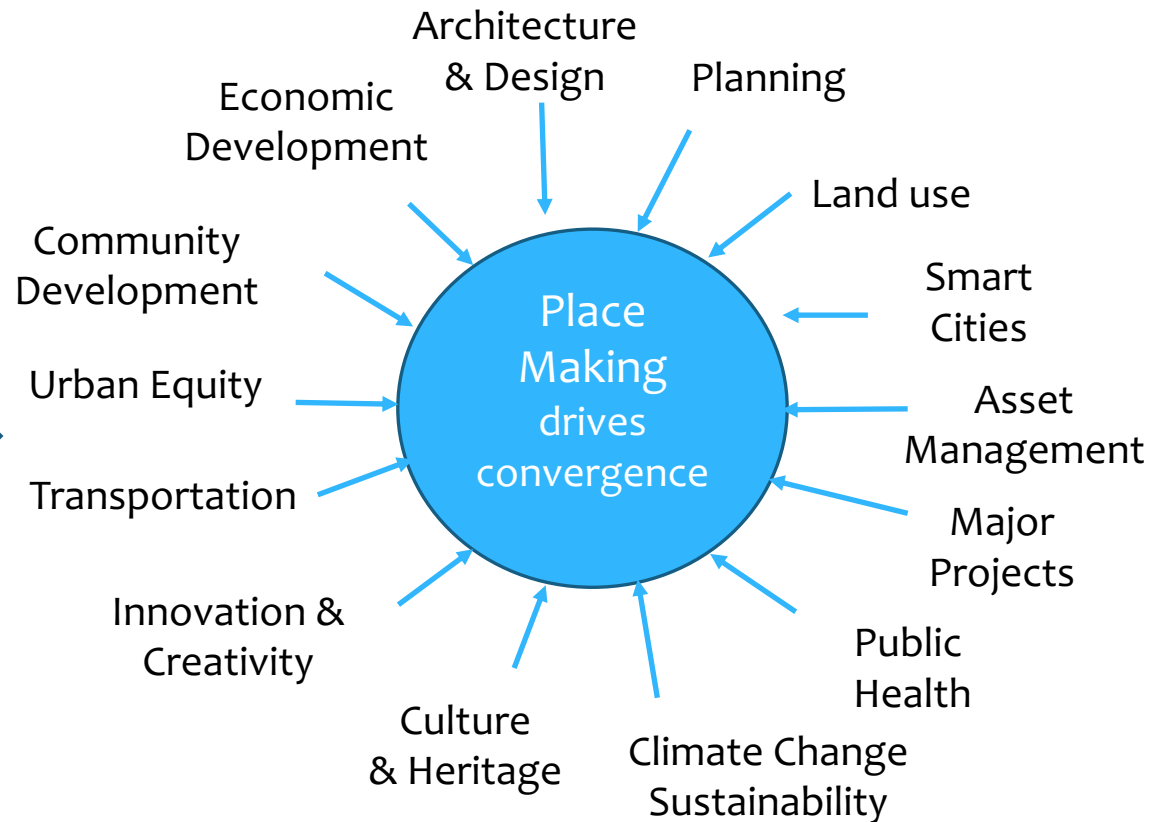 Architecture
& Design
Planning
Economic
Development
Land use
Community
Development
Smart
Cities
Place
Making
drives
convergence
Urban Equity
Asset
Management
Transportation
Major
Projects
Innovation &
Creativity
Public
Health
Culture
& Heritage
Climate Change
Sustainability